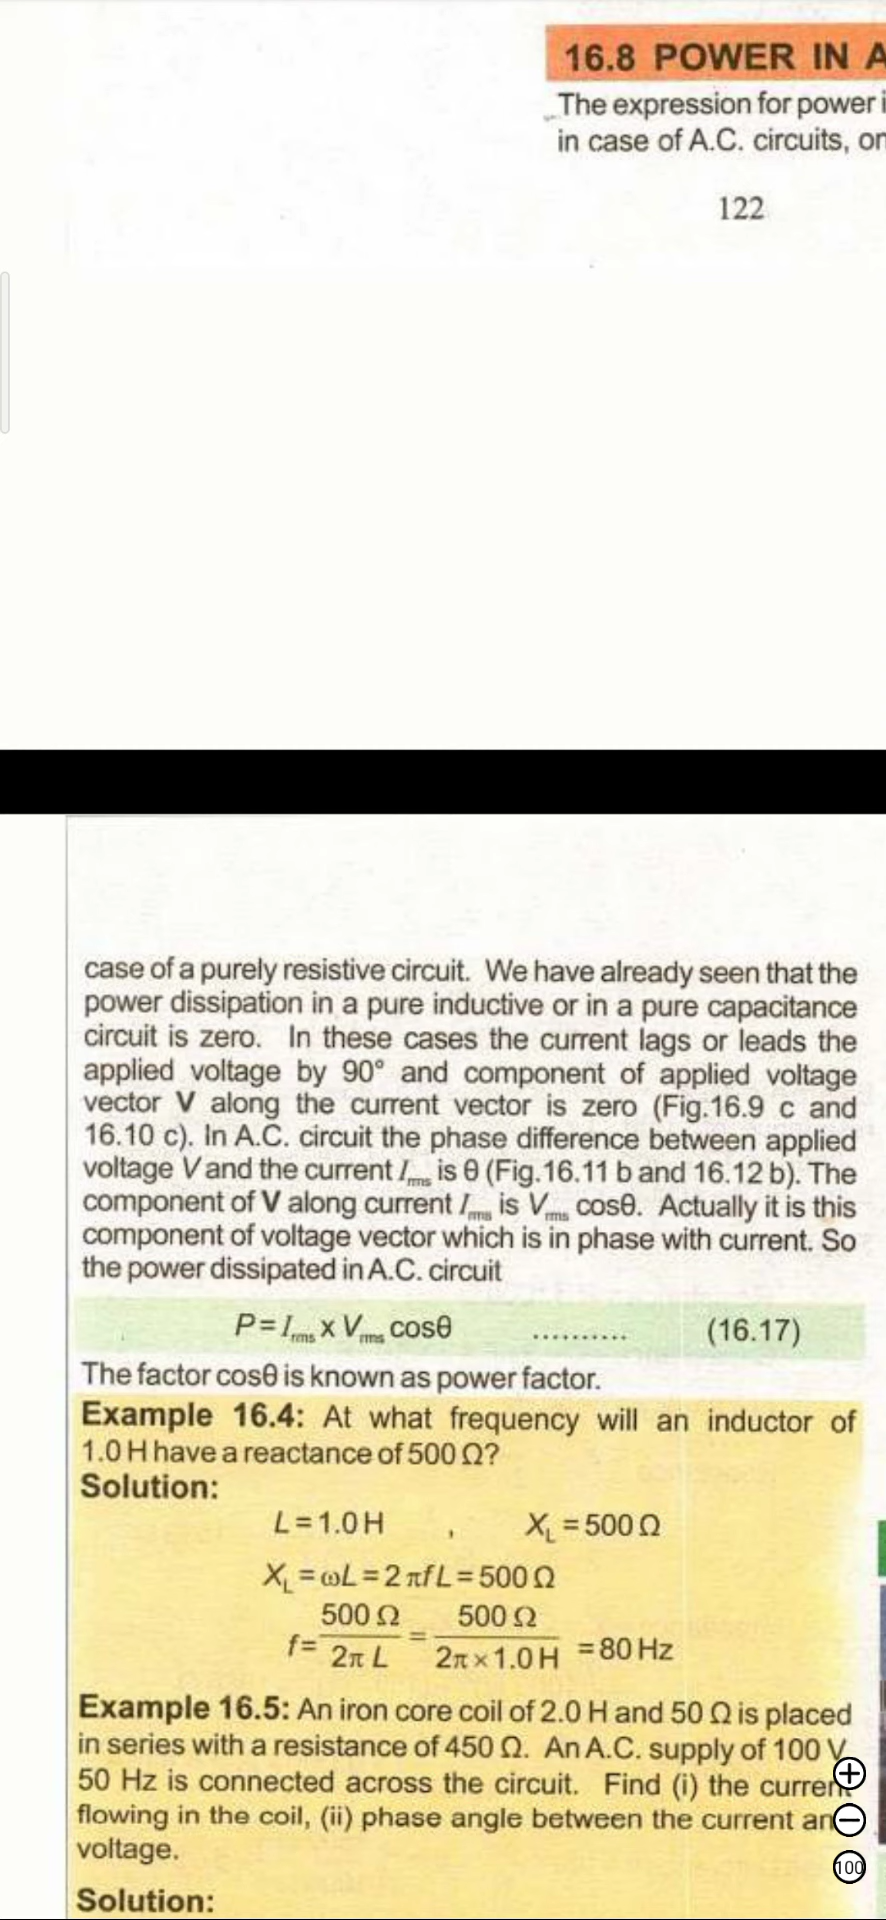 16.8 POWER IN A
The expression for power i
in case of A.C. circuits, on
122
case of a purely resistive circuit. We have already seen that the
power dissipation in a pure inductive or in a pure capacitance
circuit is zero. In these cases the current lags or leads the
applied voltage by 90° and component of applied voltage
vector V along the current vector is zero (Fig.16.9 c and
16.10 c). In A.C. circuit the phase difference between applied
voltage V and the current Irms is θ (Fig.16.11 b and 16.12 b). The
component of V along current Irms is Vrms cosθ. Actually it is this
component of voltage vector which is in phase with current. So
the power dissipated in A.C. circuit
P = Irms x Vrms cosθ .......... (16.17)
The factor cosθ is known as power factor.
Example 16.4: At what frequency will an inductor of
1.0 H have a reactance of 500 Ω?
Solution:
L = 1.0 H , XL = 500 Ω
XL = ωL = 2 πf L = 500 Ω
f = 500 Ω / 2π L = 500 Ω / 2π × 1.0 H = 80 Hz
Example 16.5: An iron core coil of 2.0 H and 50 Ω is placed
in series with a resistance of 450 Ω. An A.C. supply of 100 V,
50 Hz is connected across the circuit. Find (i) the current
flowing in the coil, (ii) phase angle between the current an
voltage.
Solution:
100